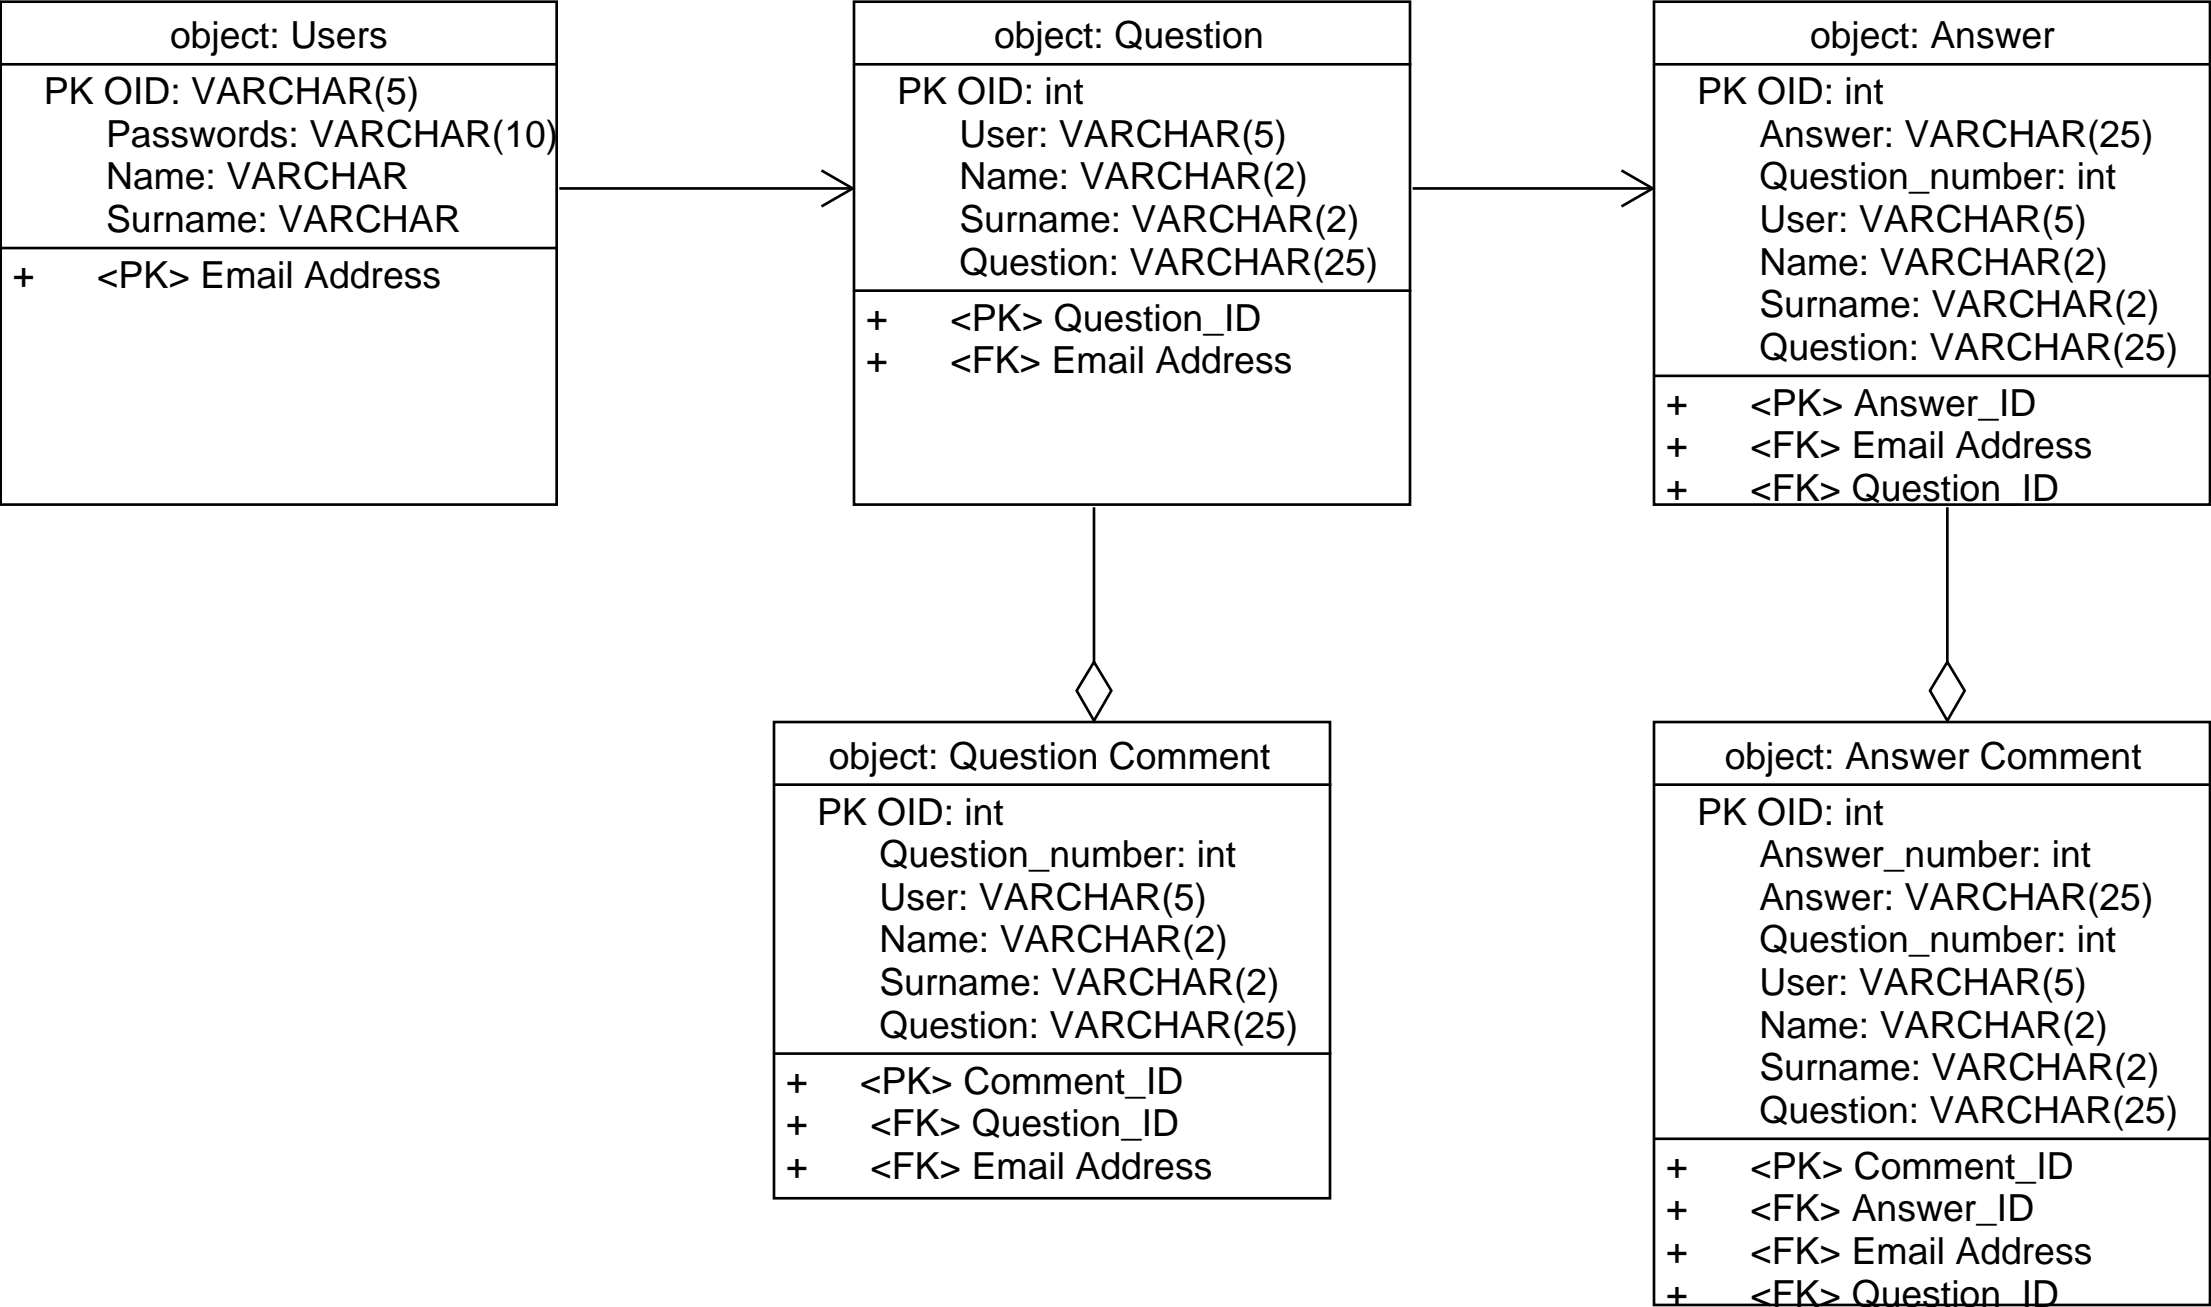 object: Users
PK OID: VARCHAR(5)
Passwords: VARCHAR(10)
Name: VARCHAR
Surname: VARCHAR
+ <PK> Email Address
object: Question
PK OID: int
User: VARCHAR(5)
Name: VARCHAR(2)
Surname: VARCHAR(2)
Question: VARCHAR(25)
+ <PK> Question_ID
+ <FK> Email Address
object: Answer
PK OID: int
Answer: VARCHAR(25)
Question_number: int
User: VARCHAR(5)
Name: VARCHAR(2)
Surname: VARCHAR(2)
Question: VARCHAR(25)
+ <PK> Answer_ID
+ <FK> Email Address
+ <FK> Question_ID
object: Question Comment
PK OID: int
Question_number: int
User: VARCHAR(5)
Name: VARCHAR(2)
Surname: VARCHAR(2)
Question: VARCHAR(25)
+ <PK> Comment_ID
+ <FK> Question_ID
+ <FK> Email Address
object: Answer Comment
PK OID: int
Answer_number: int
Answer: VARCHAR(25)
Question_number: int
User: VARCHAR(5)
Name: VARCHAR(2)
Surname: VARCHAR(2)
Question: VARCHAR(25)
+ <PK> Comment_ID
+ <FK> Answer_ID
+ <FK> Email Address
+ <FK> Question_ID